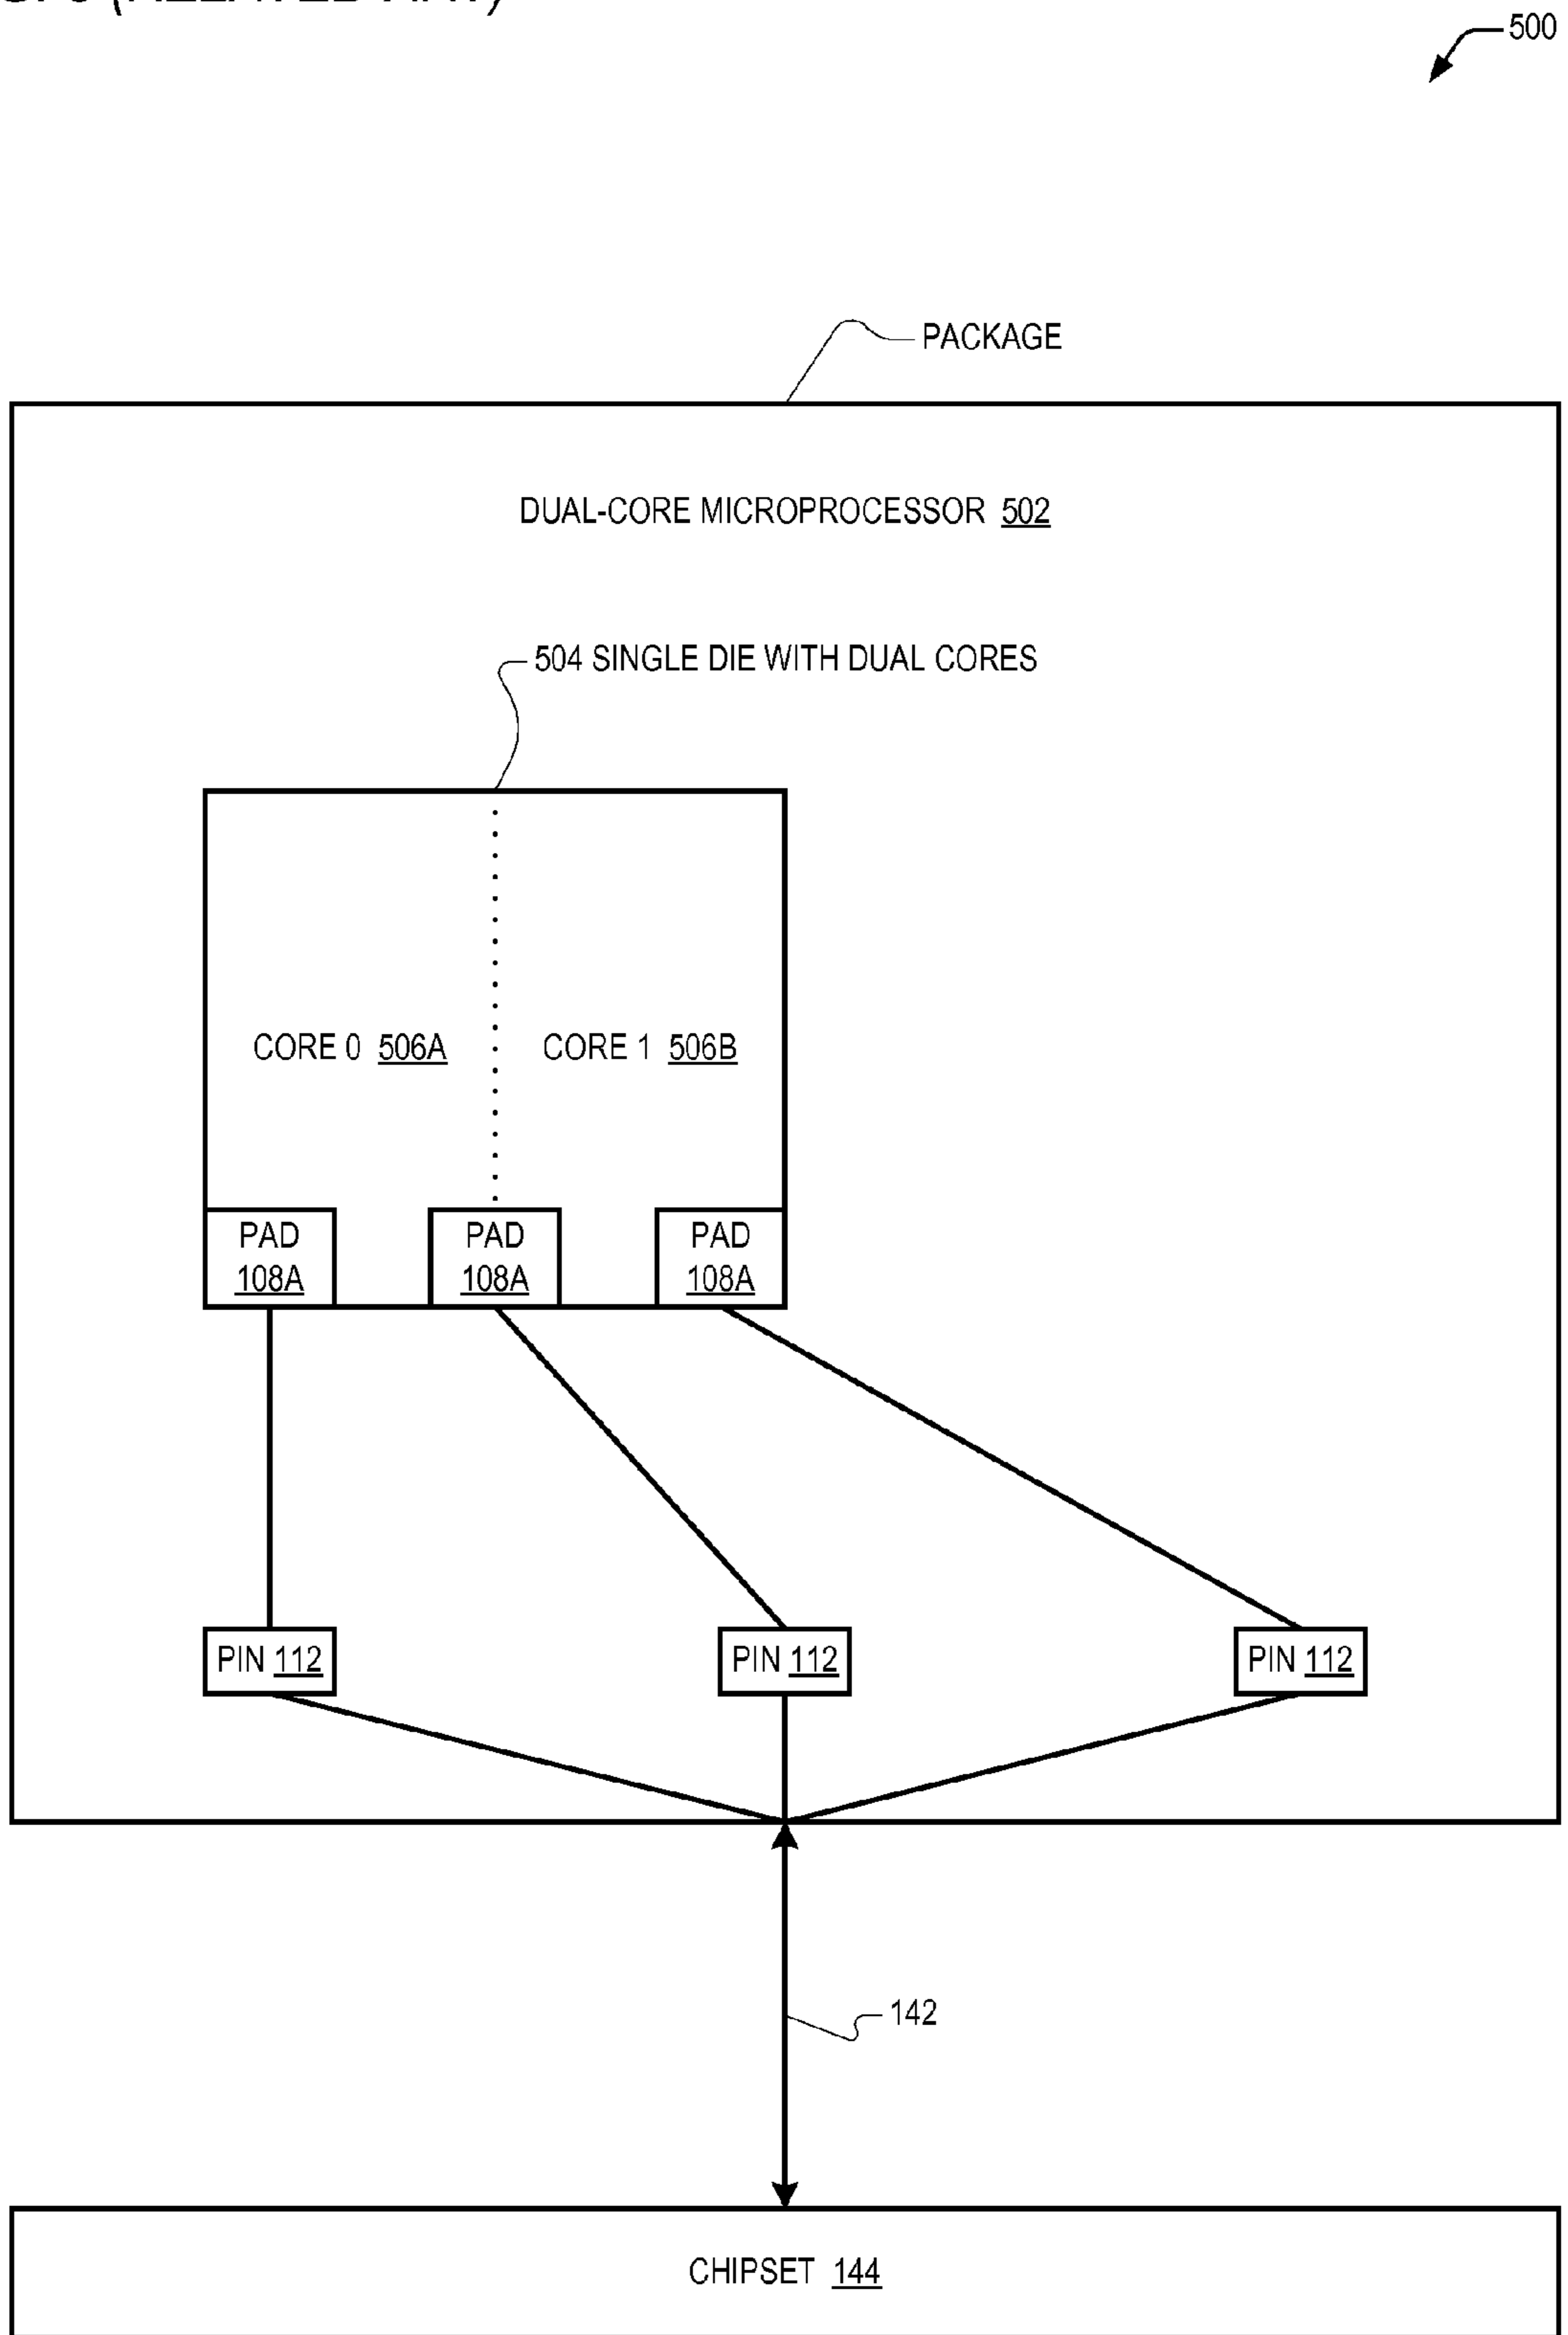 500
PACKAGE
DUAL-CORE MICROPROCESSOR 502
504 SINGLE DIE WITH DUAL CORES
CORE 0 506A
CORE 1 506B
PAD
108A
PAD
108A
PAD
108A
PIN 112
PIN 112
PIN 112
142
CHIPSET 144